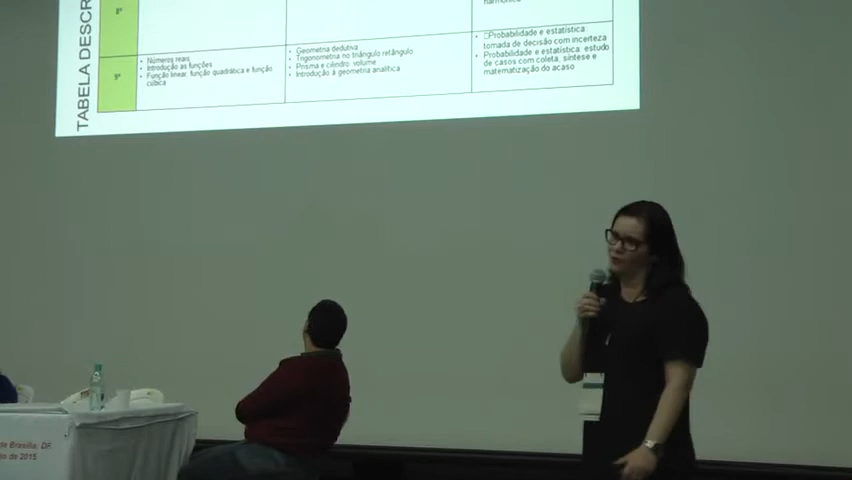 TABELA DESCR
8º
harmônica
9º
• Números reais
• Introdução as funções
• Função linear, função quadrática e função
cúbica
• Geometria dedutiva
• Trigonometria no triângulo retângulo
• Prisma e cilindro: volume
• Introdução à geometria analítica
• Probabilidade e estatística:
tomada de decisão com incerteza
• Probabilidade e estatística: estudo
de casos com coleta, síntese e
matematização do acaso
de Brasília, DF
de 2015